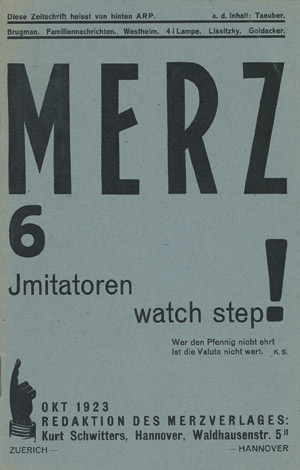 Diese Zeitschrift heisst von hinten ARP. a. d. Inhalt: Taeuber.
Brugman. Familiennachrichten. Westheim. 4 i Lampe. Lissitzky. Goldacker.
MERZ
6
Jmitatoren
watch step!
Wer den Pfennig nicht ehrt
Ist die Valuta nicht wert. K. S.
OKT 1923
REDAKTION DES MERZVERLAGES:
Kurt Schwitters, Hannover, Waldhausenstr. 5II
ZUERICH — — HANNOVER